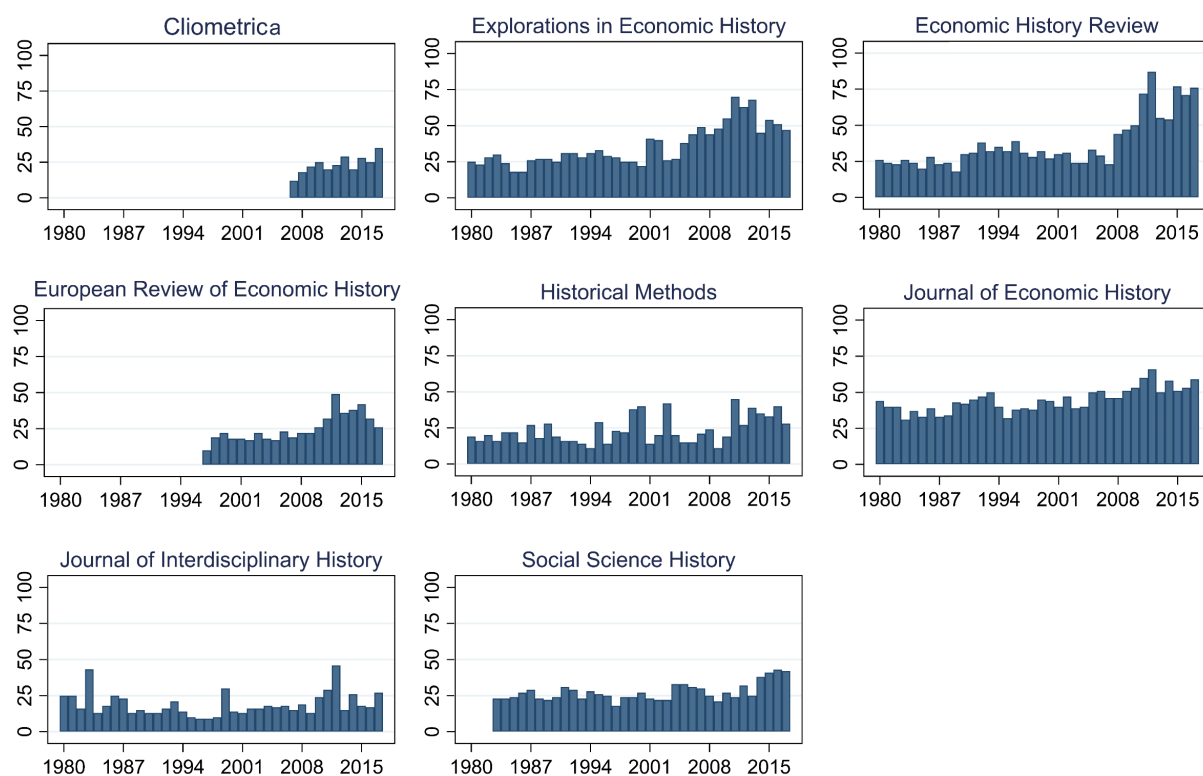 Cliometrica
Explorations in Economic History
Economic History Review
0 25 50 75 100
0 25 50 75 100
0 25 50 75 100
1980 1987 1994 2001 2008 2015
1980 1987 1994 2001 2008 2015
1980 1987 1994 2001 2008 2015
European Review of Economic History
Historical Methods
Journal of Economic History
0 25 50 75 100
0 25 50 75 100
0 25 50 75 100
1980 1987 1994 2001 2008 2015
1980 1987 1994 2001 2008 2015
1980 1987 1994 2001 2008 2015
Journal of Interdisciplinary History
Social Science History
0 25 50 75 100
0 25 50 75 100
1980 1987 1994 2001 2008 2015
1980 1987 1994 2001 2008 2015